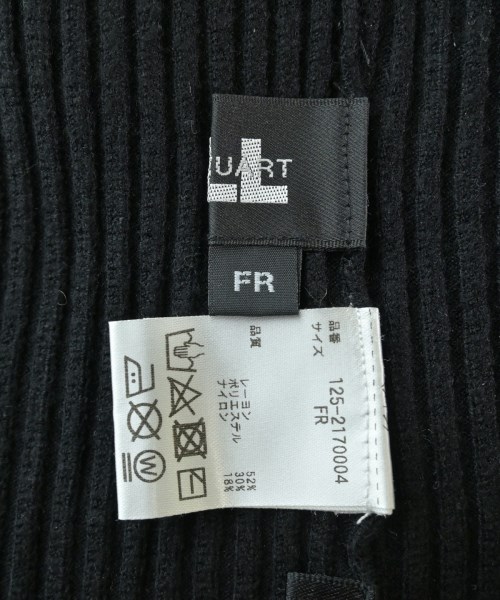 UART
LL
FR
品番 125-2170004
サイズ FR
品質
レーヨン 52%
ポリエステル 30%
ナイロン 18%
W